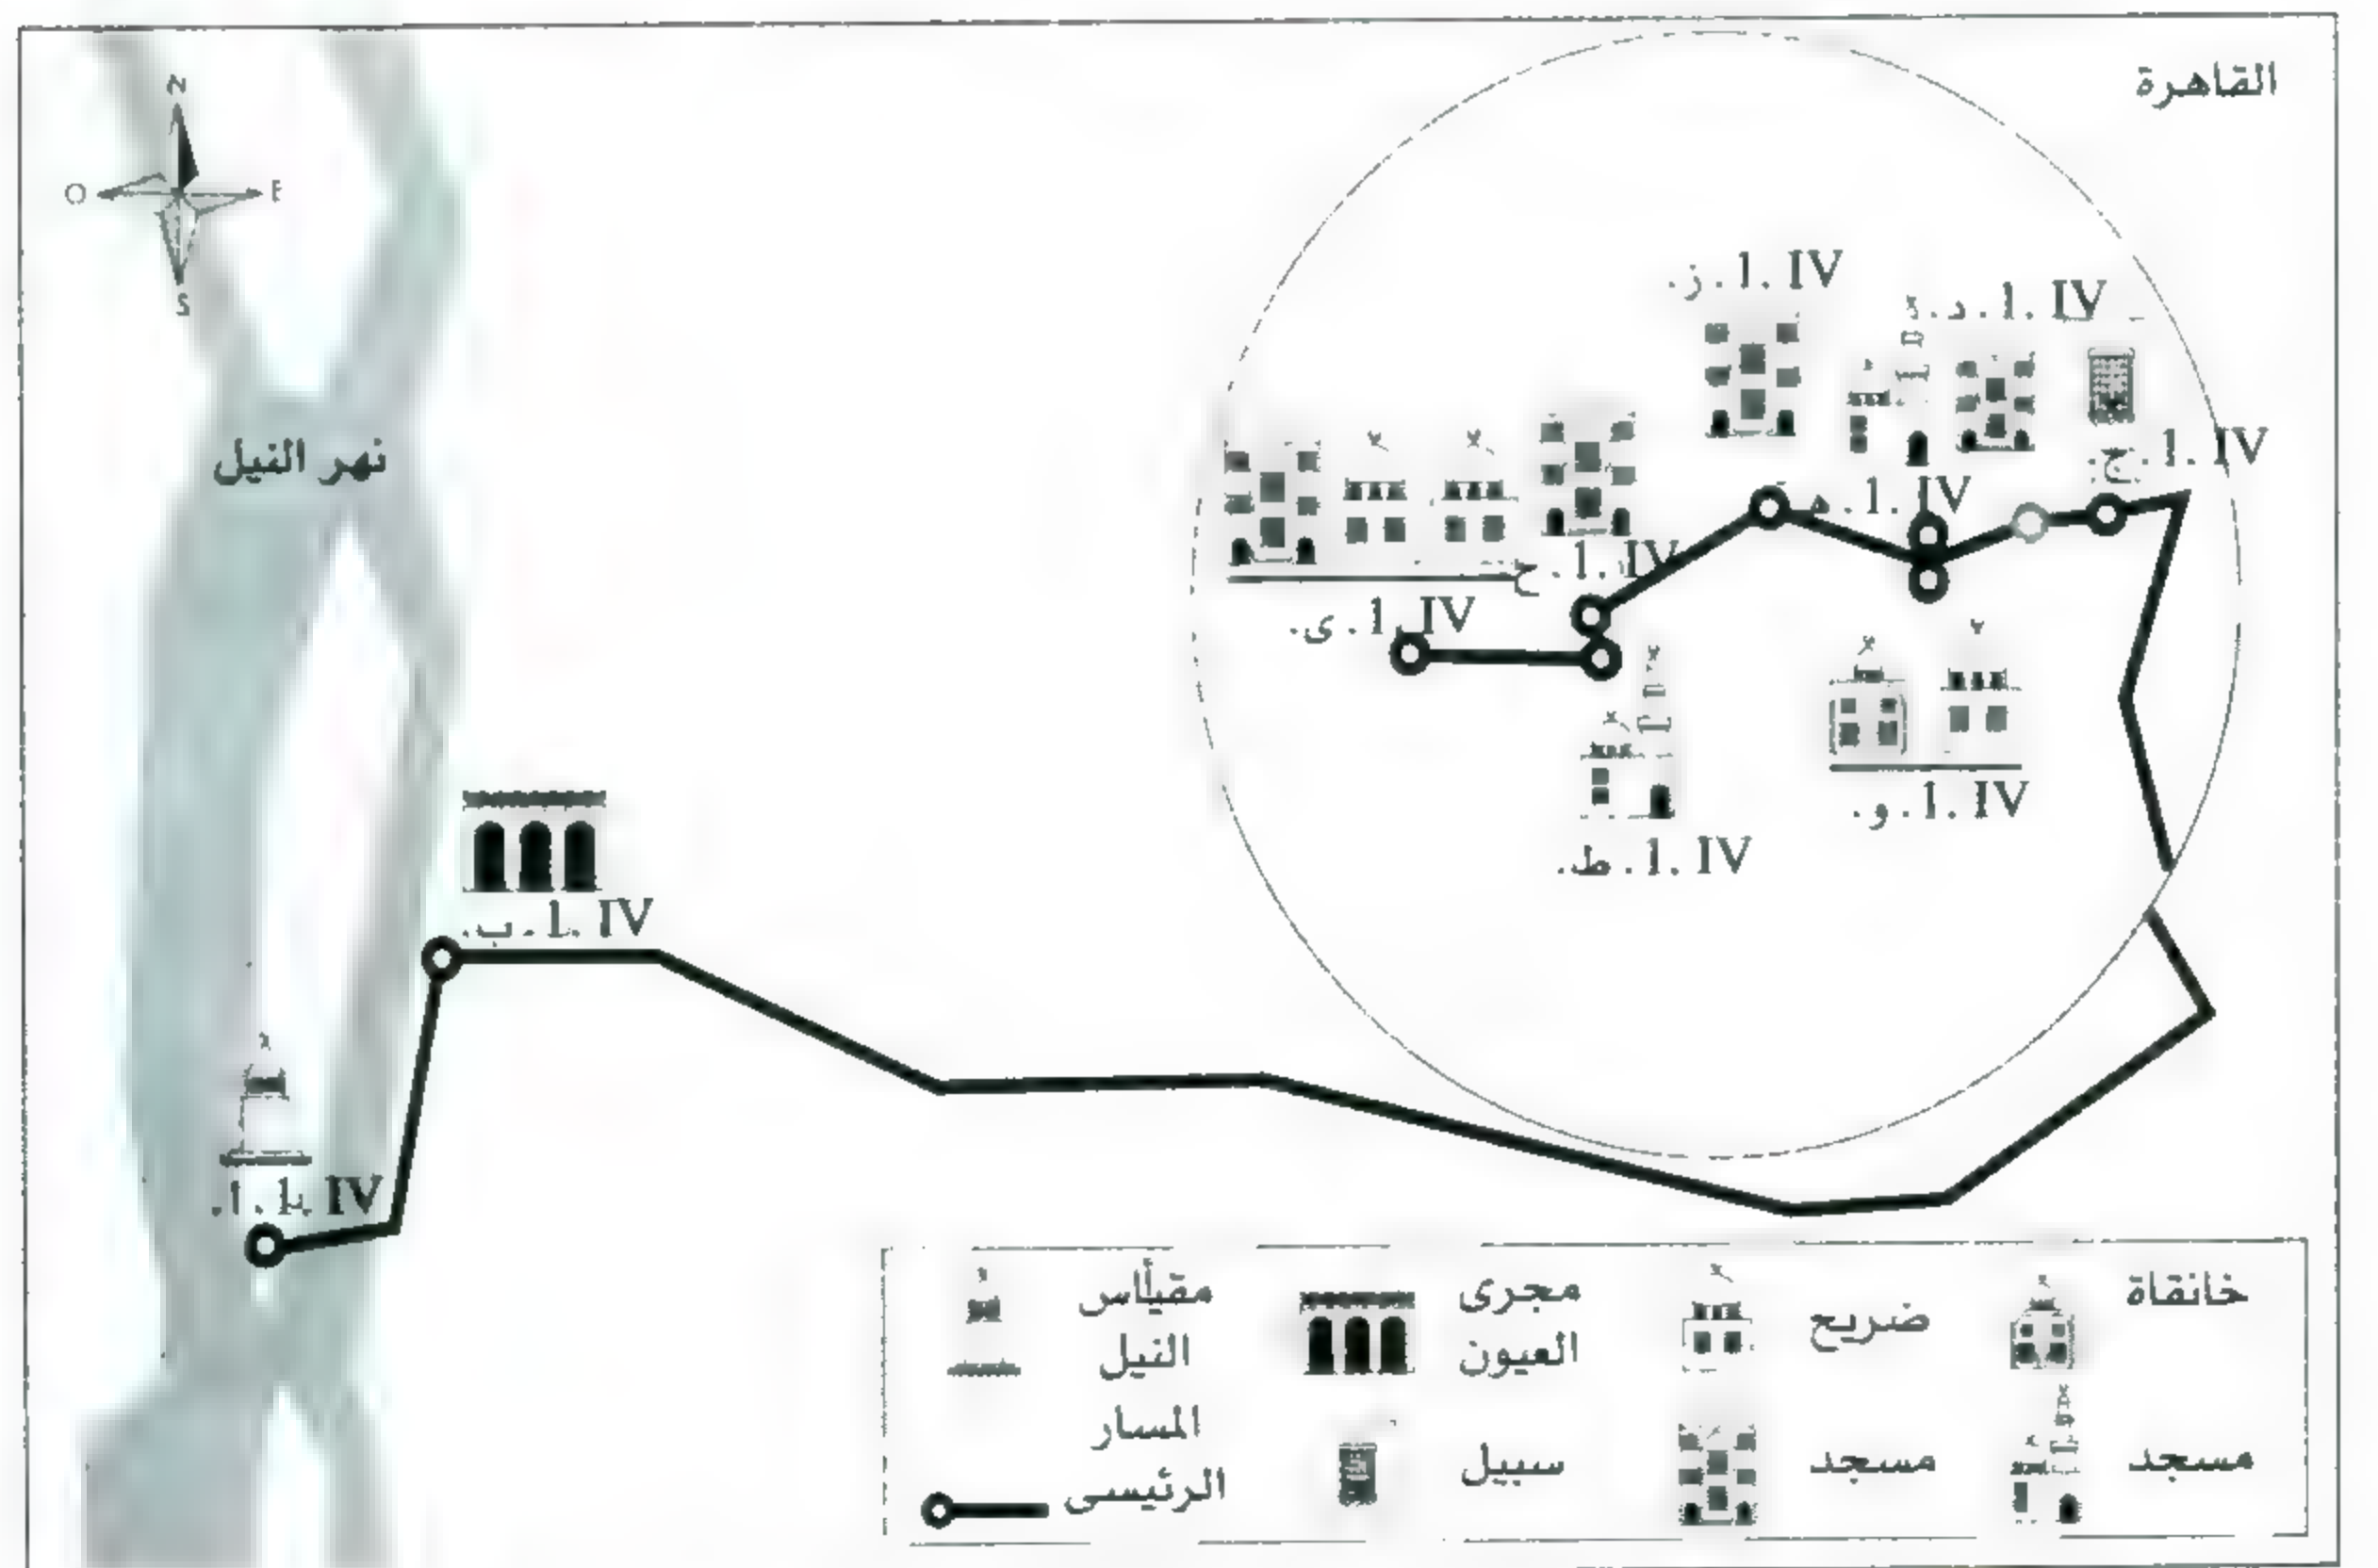 القاهرة
N
O
E
S
نهر النيل
IV .1. ز.
IV .1. د.
IV .1. ج.
IV .1. هـ
IV .1. ح
IV .1. ى.
IV .1. و.
IV .1. ط.
IV .1. ب.
IV .1. أ.
خانقاة
ضريح
مجرى
العيون
مقياس
النيل
مسجد
مسجد
سبيل
المسار
الرئيسى